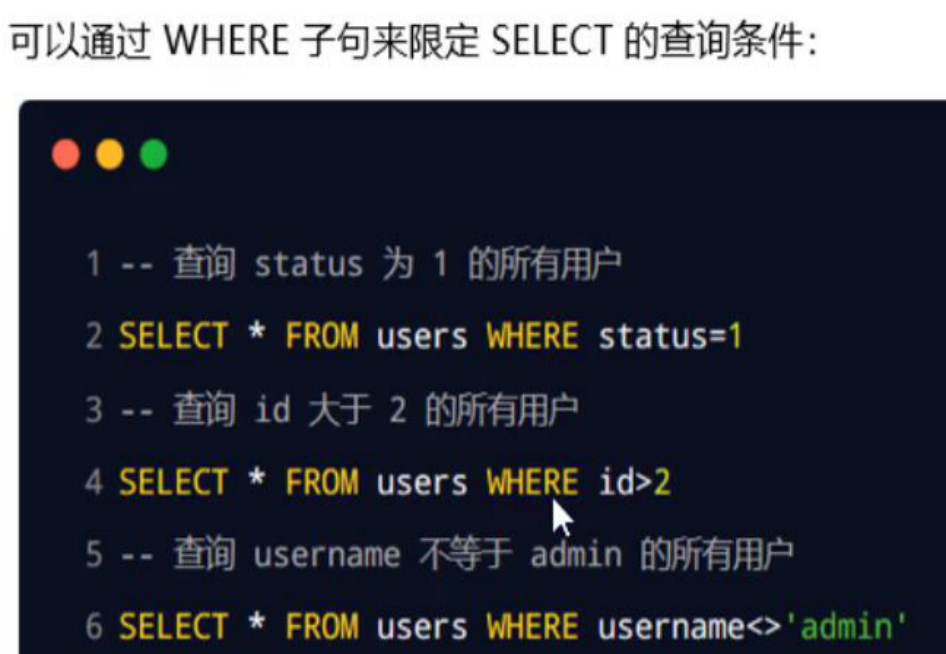 可以通过 WHERE 子句来限定 SELECT 的查询条件：
1 -- 查询 status 为 1 的所有用户
2 SELECT * FROM users WHERE status=1
3 -- 查询 id 大于 2 的所有用户
4 SELECT * FROM users WHERE id>2
5 -- 查询 username 不等于 admin 的所有用户
6 SELECT * FROM users WHERE username<>'admin'